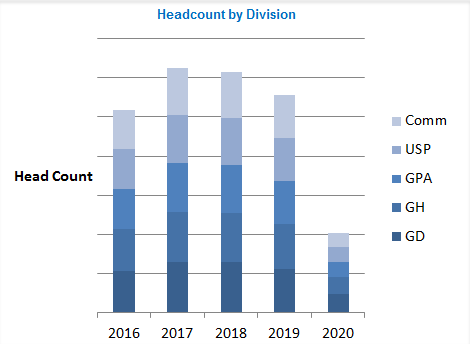 Headcount by Division
Comm
USP
GPA
Head Count
GH
GD
2016 2017 2018 2019 2020